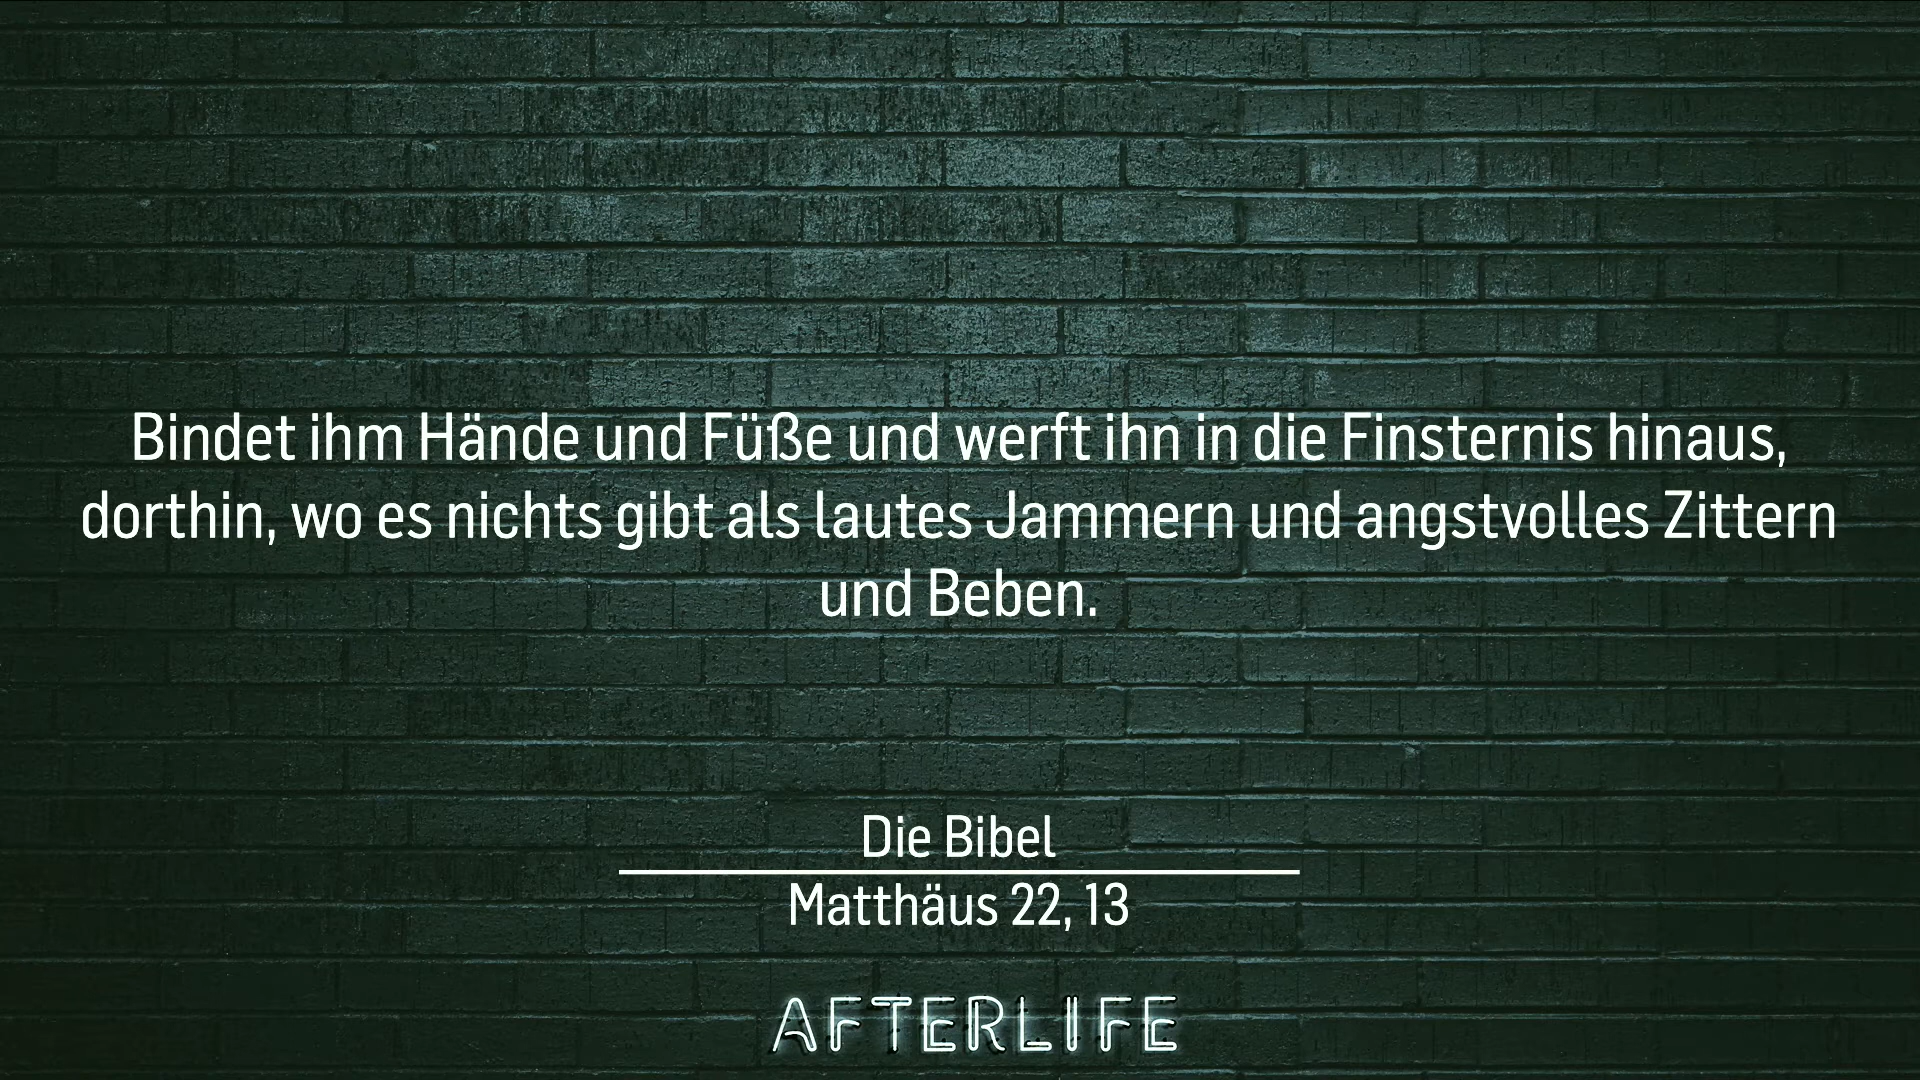 Bindet ihm Hände und Füße und werft ihn in die Finsternis hinaus,
dorthin, wo es nichts gibt als lautes Jammern und angstvolles Zittern
und Beben.
Die Bibel
Matthäus 22, 13
AFTERLIFE